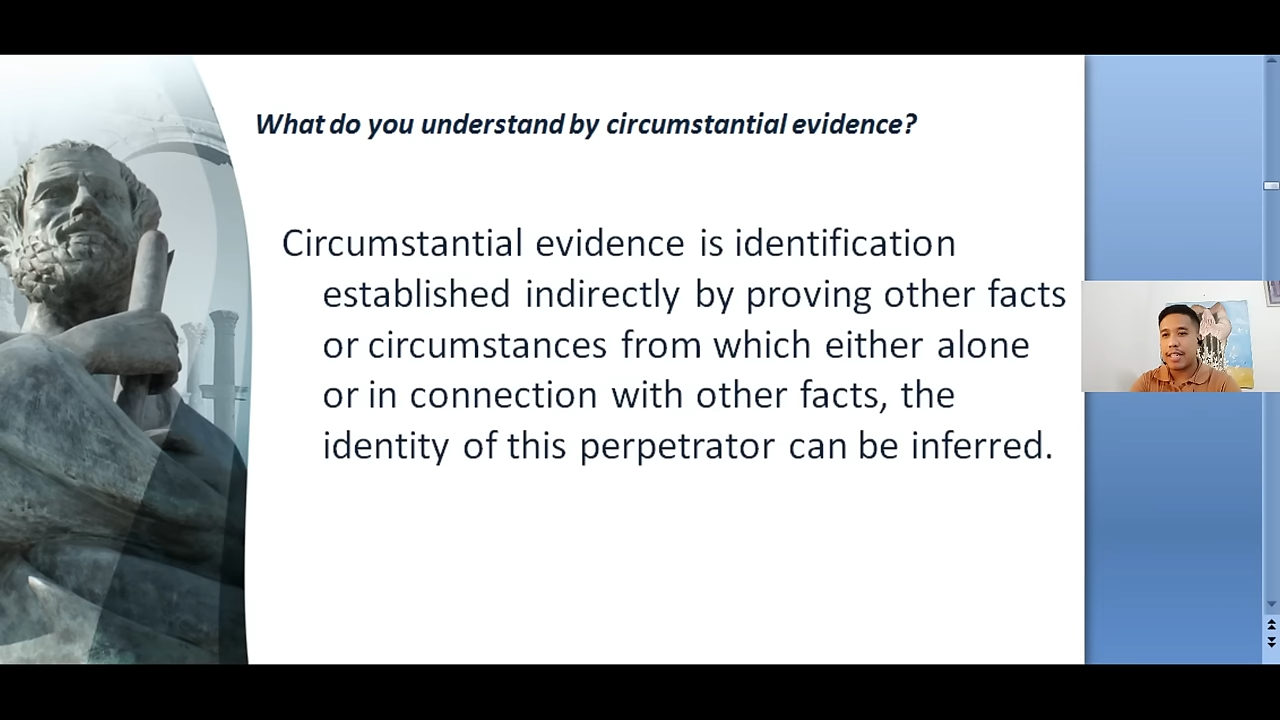 What do you understand by circumstantial evidence?
Circumstantial evidence is identification
established indirectly by proving other facts
or circumstances from which either alone
or in connection with other facts, the
identity of this perpetrator can be inferred.